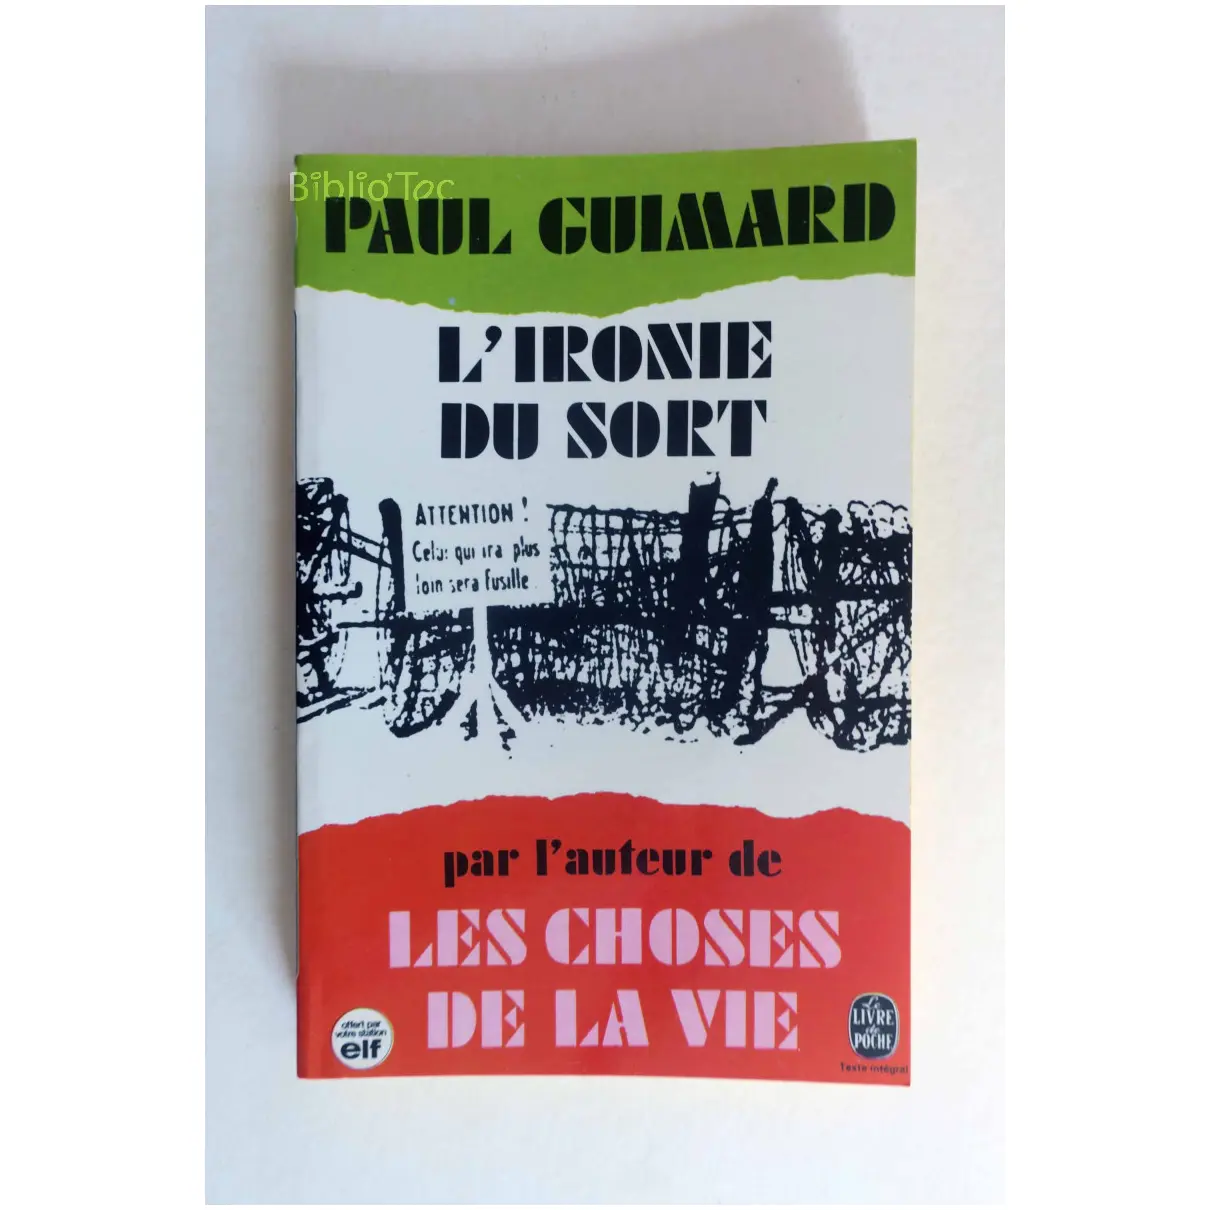 Biblio'Toc
PAUL GUIMARD
L'IRONIE
DU SORT
ATTENTION !
Celui qui ira plus
loin sera fusillé.
par l'auteur de
LES CHOSES
DE LA VIE
offert par
votre station
elf
Le
LIVRE
de
POCHE
Texte intégral